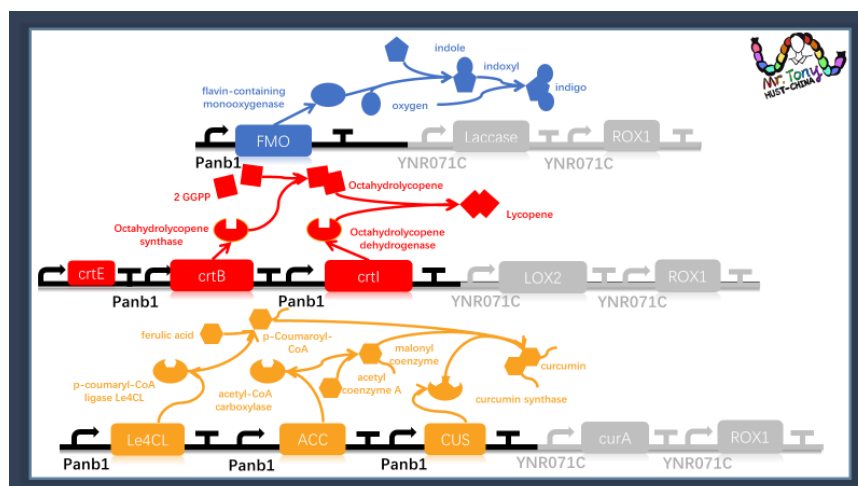 Mr. Tony
HUST-CHINA
indole
indoxyl
indigo
flavin-containing
monooxygenase
oxygen
FMO
Laccase
ROX1
Panb1
YNR071C
YNR071C
2 GGPP
Octahydrolycopene
Lycopene
Octahydrolycopene
synthase
Octahydrolycopene
dehydrogenase
crtE
crtB
crtI
LOX2
ROX1
Panb1
Panb1
YNR071C
YNR071C
ferulic acid
p-Coumaroyl-
CoA
malonyl
coenzyme
curcumin
p-coumaryl-CoA
ligase Le4CL
acetyl-CoA
carboxylase
acetyl
coenzyme A
curcumin synthase
Le4CL
ACC
CUS
curA
ROX1
Panb1
Panb1
Panb1
YNR071C
YNR071C